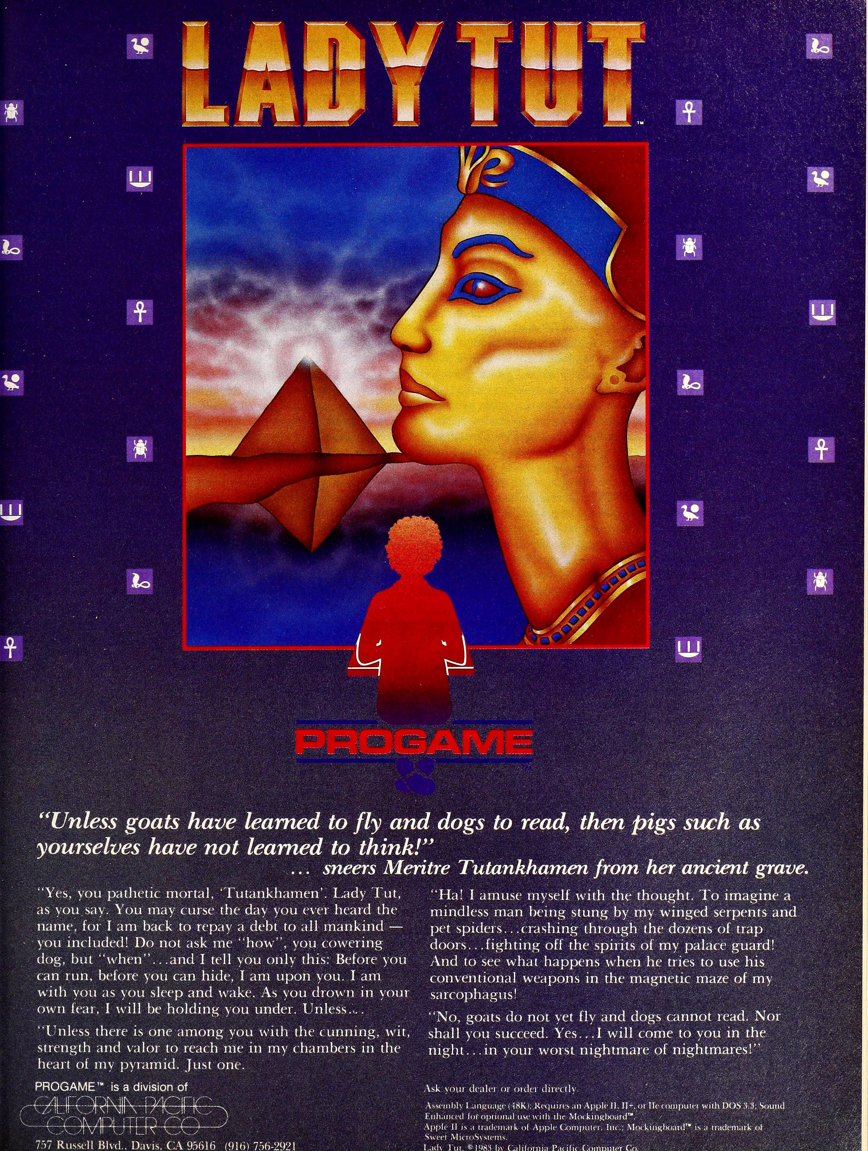 LADY TUT™
PROGAME™
“Unless goats have learned to fly and dogs to read, then pigs such as
yourselves have not learned to think!”
... sneers Meritre Tutankhamen from her ancient grave.
“Yes, you pathetic mortal, ‘Tutankhamen’. Lady Tut,
as you say. You may curse the day you ever heard the
name, for I am back to repay a debt to all mankind —
you included! Do not ask me “how”, you cowering
dog, but “when”...and I tell you only this: Before you
can run, before you can hide, I am upon you. I am
with you as you sleep and wake. As you drown in your
own fear, I will be holding you under. Unless...
“Unless there is one among you with the cunning, wit,
strength and valor to reach me in my chambers in the
heart of my pyramid. Just one.
“Ha! I amuse myself with the thought. To imagine a
mindless man being stung by my winged serpents and
pet spiders...crashing through the dozens of trap
doors...fighting off the spirits of my palace guard!
And to see what happens when he tries to use his
conventional weapons in the magnetic maze of my
sarcophagus!
“No, goats do not yet fly and dogs cannot read. Nor
shall you succeed. Yes...I will come to you in the
night...in your worst nightmare of nightmares!”
PROGAME™ is a division of
CALIFORNIA PACIFIC
COMPUTER CO
757 Russell Blvd., Davis, CA 95616 (916) 756-2921
Ask your dealer or order directly.
Assembly Language (48K); Requires an Apple II, II+, or IIe computer with DOS 3.3; Sound
Enhanced for optional use with the Mockingboard™.
Apple II is a trademark of Apple Computer, Inc.; Mockingboard™ is a trademark of
Sweet MicroSystems.
Lady Tut, ©1983 by California Pacific Computer Co.